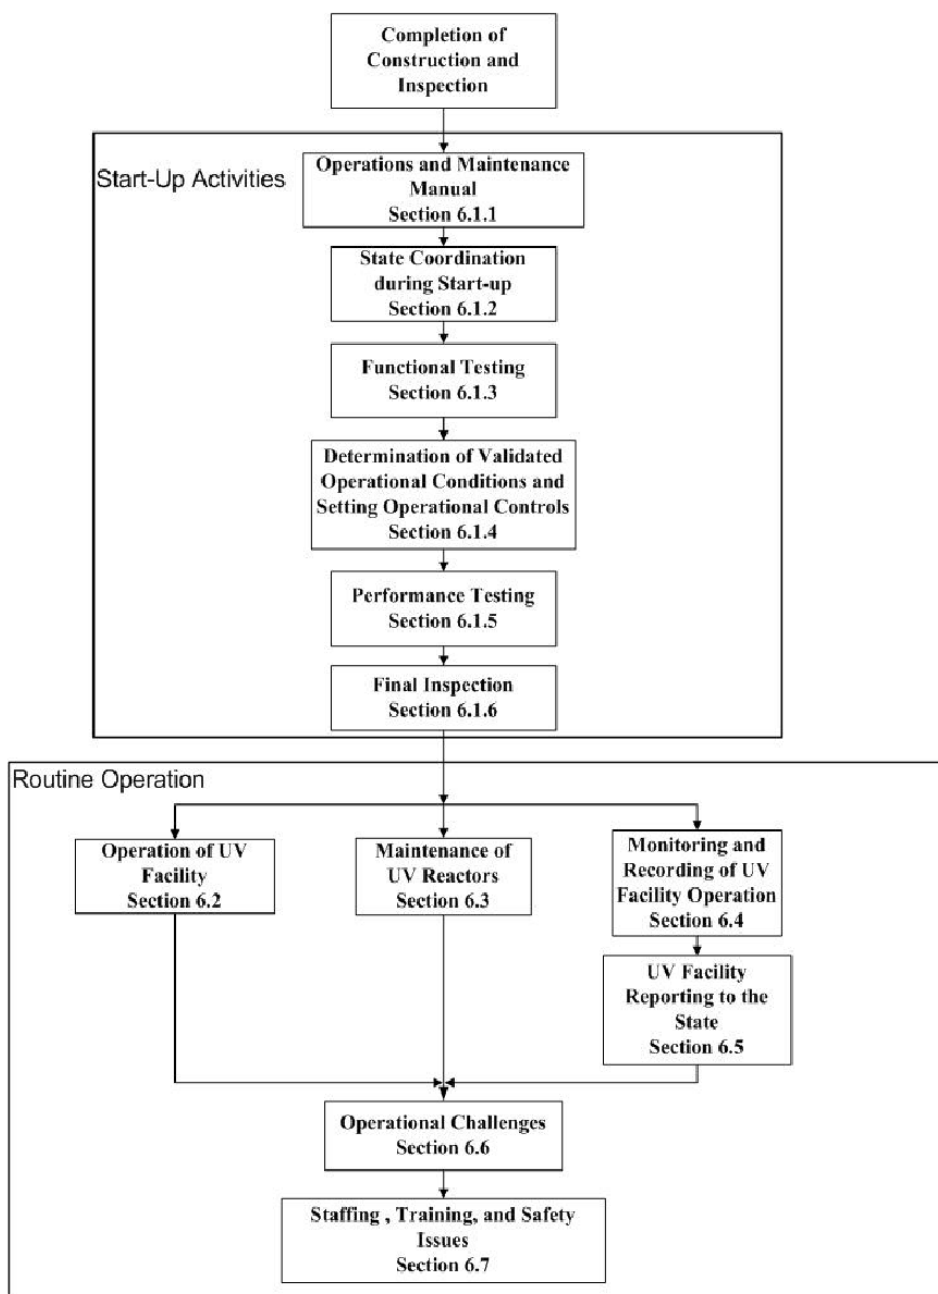 Completion of
Construction and
Inspection
Start-Up Activities
Operations and Maintenance
Manual
Section 6.1.1
State Coordination
during Start-up
Section 6.1.2
Functional Testing
Section 6.1.3
Determination of Validated
Operational Conditions and
Setting Operational Controls
Section 6.1.4
Performance Testing
Section 6.1.5
Final Inspection
Section 6.1.6
Routine Operation
Operation of UV
Facility
Section 6.2
Maintenance of
UV Reactors
Section 6.3
Monitoring and
Recording of UV
Facility Operation
Section 6.4
UV Facility
Reporting to the
State
Section 6.5
Operational Challenges
Section 6.6
Staffing , Training, and Safety
Issues
Section 6.7